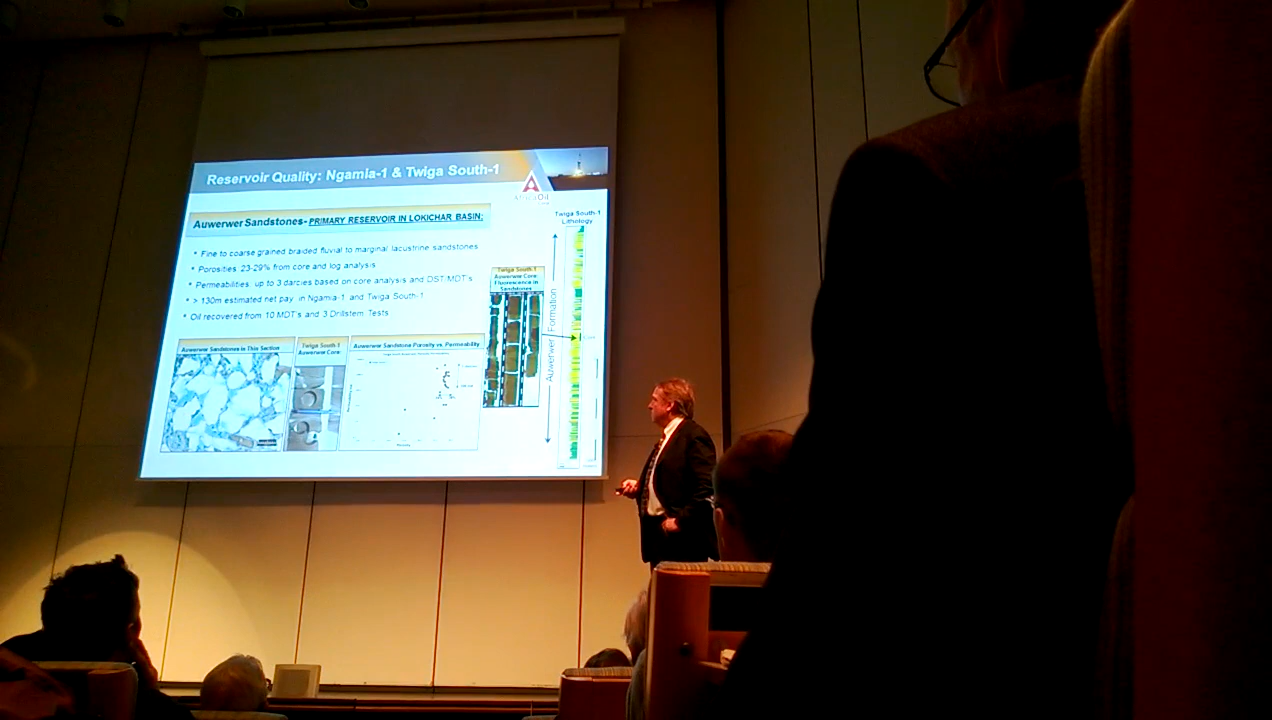 Reservoir Quality: Ngamia-1 & Twiga South-1
AfricaOil
Auwerwer Sandstones- PRIMARY RESERVOIR IN LOKICHAR BASIN:
• Fine to coarse grained braided fluvial to marginal lacustrine sandstones
• Porosities: 23-29% from core and log analysis
• Permeabilities: up to 3 darcies based on core analysis and DST/MDT's
• > 130m estimated net pay in Ngamia-1 and Twiga South-1
• Oil recovered from 10 MDT's and 3 Drillstem Tests
Auwerwer Sandstones in Thin Section
Twiga South-1
Auwerwer Core:
Auwerwer Sandstone Porosity vs. Permeability
Twiga South-1
Auwerwer Core:
Fluorescence in
Sandstones
Twiga South-1
Lithology
Auwerwer Formation